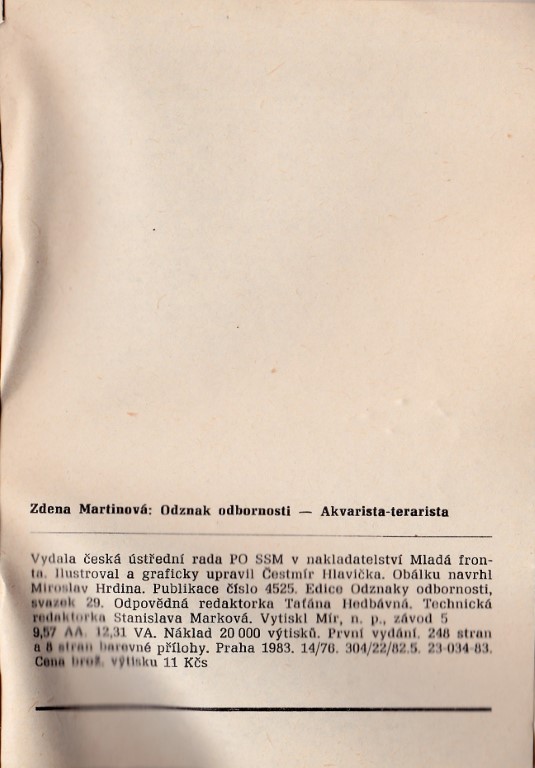 Zdena Martinová: Odznak odbornosti — Akvarista-terarista
Vydala česká ústřední rada PO SSM v nakladatelství Mladá fron-
ta. Ilustroval a graficky upravil Čestmír Hlavička. Obálku navrhl
Miroslav Hrdina. Publikace číslo 4525. Edice Odznaky odbornosti,
svazek 29. Odpovědná redaktorka Taťána Hedbávná. Technická
redaktorka Stanislava Marková. Vytiskl Mír, n. p., závod 5
9,57 AA. 12,31 VA. Náklad 20 000 výtisků. První vydání. 248 stran
a 8 stran barevné přílohy. Praha 1983. 14/76. 304/22/82.5. 23-034-83.
Cena brož. výtisku 11 Kčs